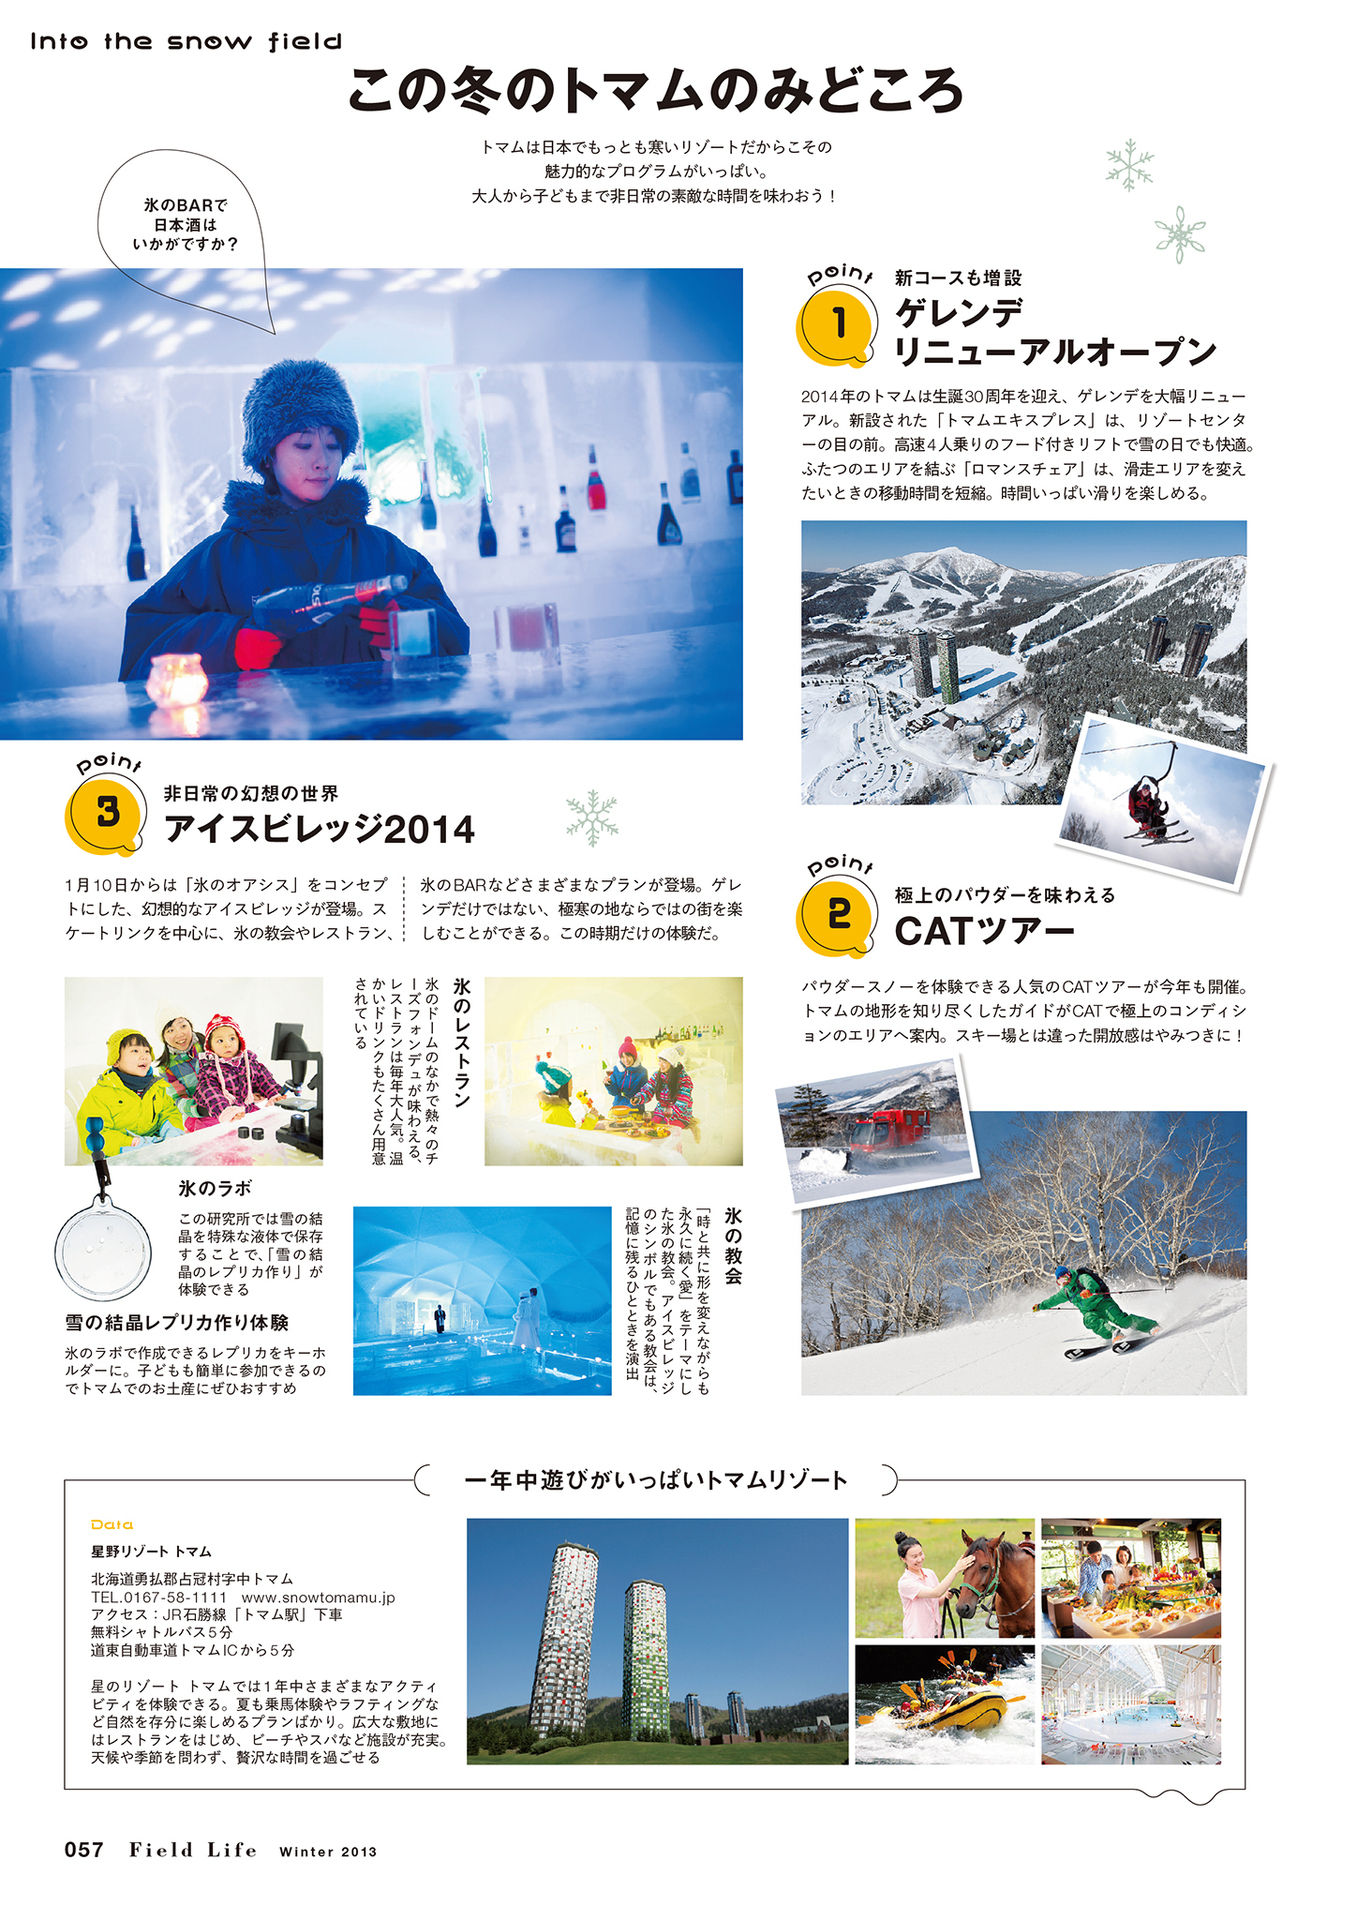 Into the snow field
この冬のトマムのみどころ
トマムは日本でもっとも寒いリゾートだからこその
魅力的なプログラムがいっぱい。
大人から子どもまで非日常の素敵な時間を味わおう！
氷のBARで
日本酒は
いかがですか？
point
1
新コースも増設
ゲレンデ
リニューアルオープン
2014年のトマムは生誕30周年を迎え、ゲレンデを大幅リニュー
アル。新設された「トマムエキスプレス」は、リゾートセンタ
ーの目の前。高速4人乗りのフード付きリフトで雪の日でも快適。
ふたつのエリアを結ぶ「ロマンスチェア」は、滑走エリアを変え
たいときの移動時間を短縮。時間いっぱい滑りを楽しめる。
point
2
極上のパウダーを味わえる
CATツアー
パウダースノーを体験できる人気のCATツアーが今年も開催。
トマムの地形を知り尽くしたガイドがCATで極上のコンディシ
ョンのエリアへ案内。スキー場とは違った開放感はやみつきに！
point
3
非日常の幻想の世界
アイスビレッジ2014
1月10日からは「氷のオアシス」をコンセプ
トにした、幻想的なアイスビレッジが登場。ス
ケートリンクを中心に、氷の教会やレストラン、
氷のBARなどさまざまなプランが登場。ゲレ
ンデだけではない、極寒の地ならではの街を楽
しむことができる。この時期だけの体験だ。
氷のレストラン
氷のドームのなかで熱々のチ
ーズフォンデュが味わえる、
レストランは毎年大人気。温
かいドリンクもたくさん用意
されている
氷のラボ
この研究所では雪の結
晶を特殊な液体で保存
することで、「雪の結
晶のレプリカ作り」が
体験できる
雪の結晶レプリカ作り体験
氷のラボで作成できるレプリカをキーホ
ルダーに。子どもも簡単に参加できるの
でトマムでのお土産にぜひおすすめ
氷の教会
「時と共に形を変えながらも
永久に続く愛」をテーマにし
た氷の教会。アイスビレッジ
のシンボルでもある教会は、
記憶に残るひとときを演出
一年中遊びがいっぱいトマムリゾート
Data
星野リゾート トマム
北海道勇払郡占冠村字中トマム
TEL.0167-58-1111　www.snowtomamu.jp
アクセス：JR石勝線「トマム駅」下車
無料シャトルバス5分
道東自動車道トマムICから5分
星のリゾート トマムでは1年中さまざまなアクティ
ビティを体験できる。夏も乗馬体験やラフティングな
ど自然を存分に楽しめるプランばかり。広大な敷地に
はレストランをはじめ、ビーチやスパなど施設が充実。
天候や季節を問わず、贅沢な時間を過ごせる
057 Field Life Winter 2013